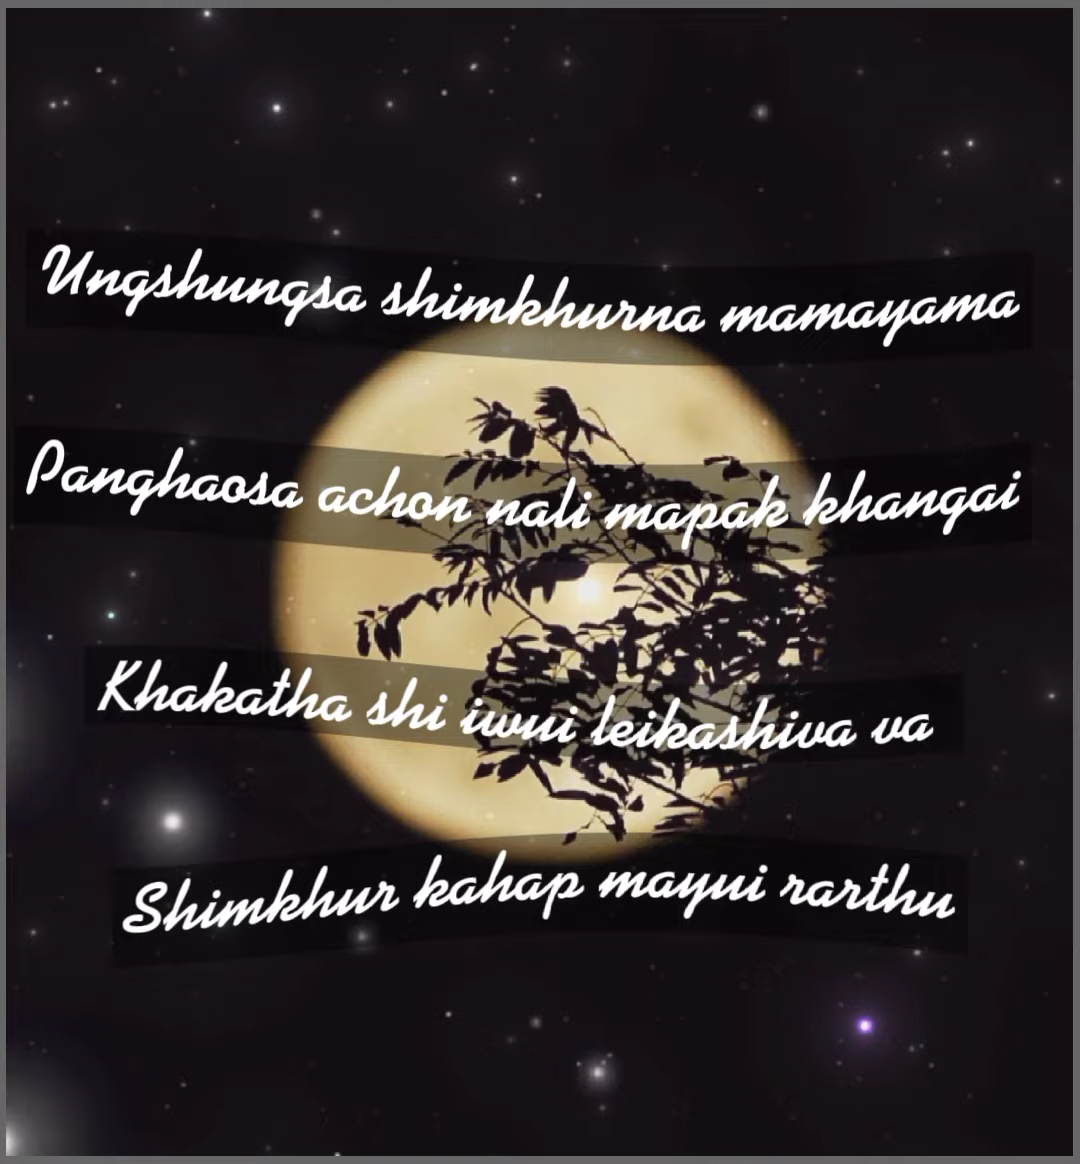 Ungshungsa shimkhurna mamayama
Panghaosa achon nali mapak khangai
Khakatha shi iwui leikashiva va
Shimkhur kahap mayui rarthu